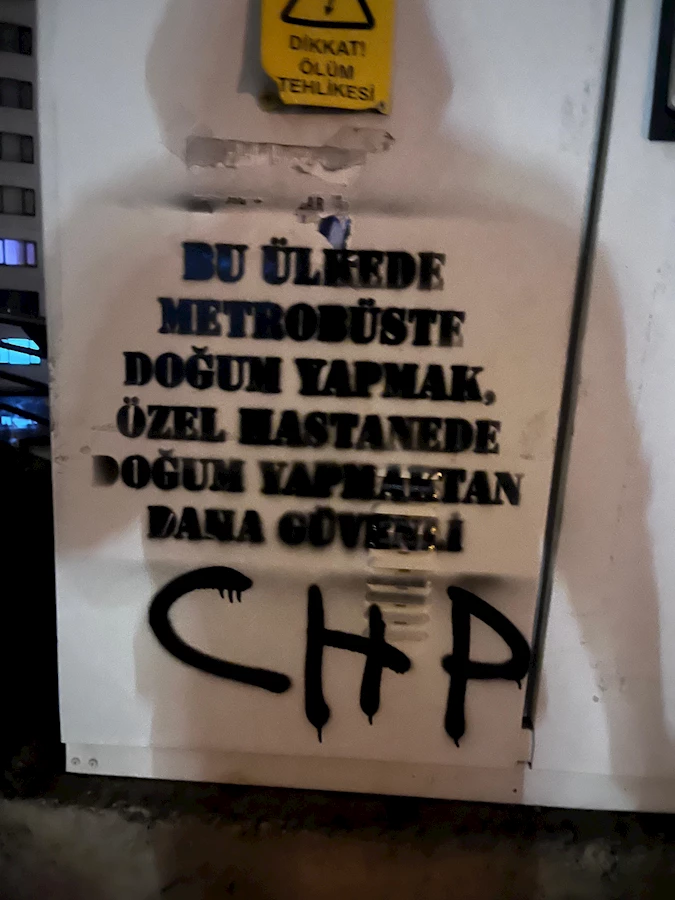 DİKKAT!
ÖLÜM
TEHLİKESİ
BU ÜLKEDE
METROBÜSTE
DOĞUM YAPMAK,
ÖZEL HASTANEDE
DOĞUM YAPMAKTAN
DAHA GÜVENLİ
CHP